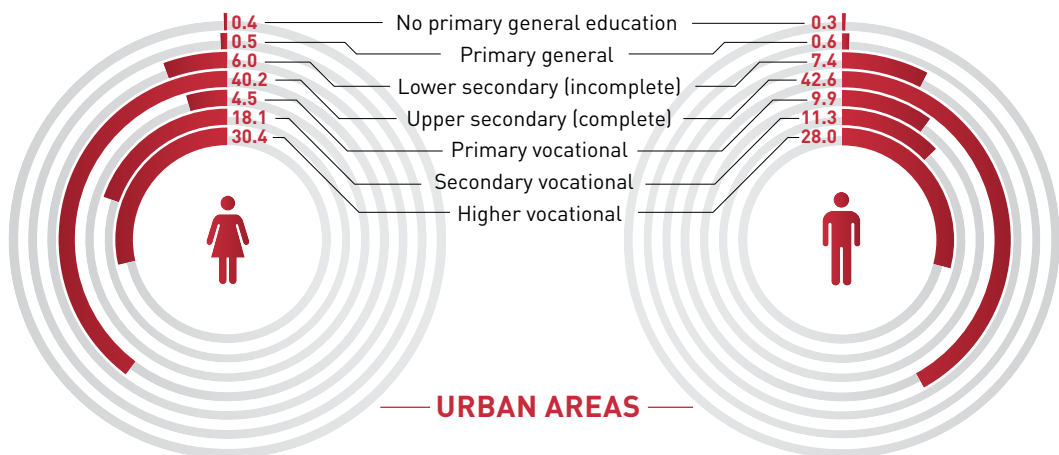 0.4 No primary general education 0.3
0.5 Primary general 0.6
6.0 Lower secondary (incomplete) 7.4
40.2 Upper secondary (complete) 42.6
4.5 Primary vocational 9.9
18.1 Secondary vocational 11.3
30.4 Higher vocational 28.0
URBAN AREAS